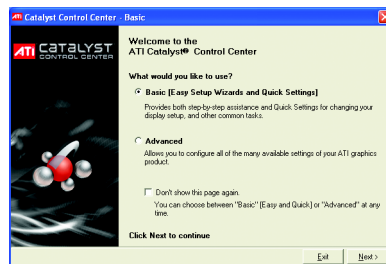 ATI Catalyst Control Center - Basic
ATI CATALYST
CONTROL CENTER
Welcome to the
ATI Catalyst® Control Center
What would you like to use?
Basic [Easy Setup Wizards and Quick Settings]
Provides both step-by-step assistance and Quick Settings for changing your
display setup, and other common tasks.
Advanced
Allows you to configure all of the many available settings of your ATI graphics
product.
Don't show this page again.
You can choose between "Basic" (Easy and Quick) or "Advanced" at any
time.
Click Next to continue
Exit
Next >